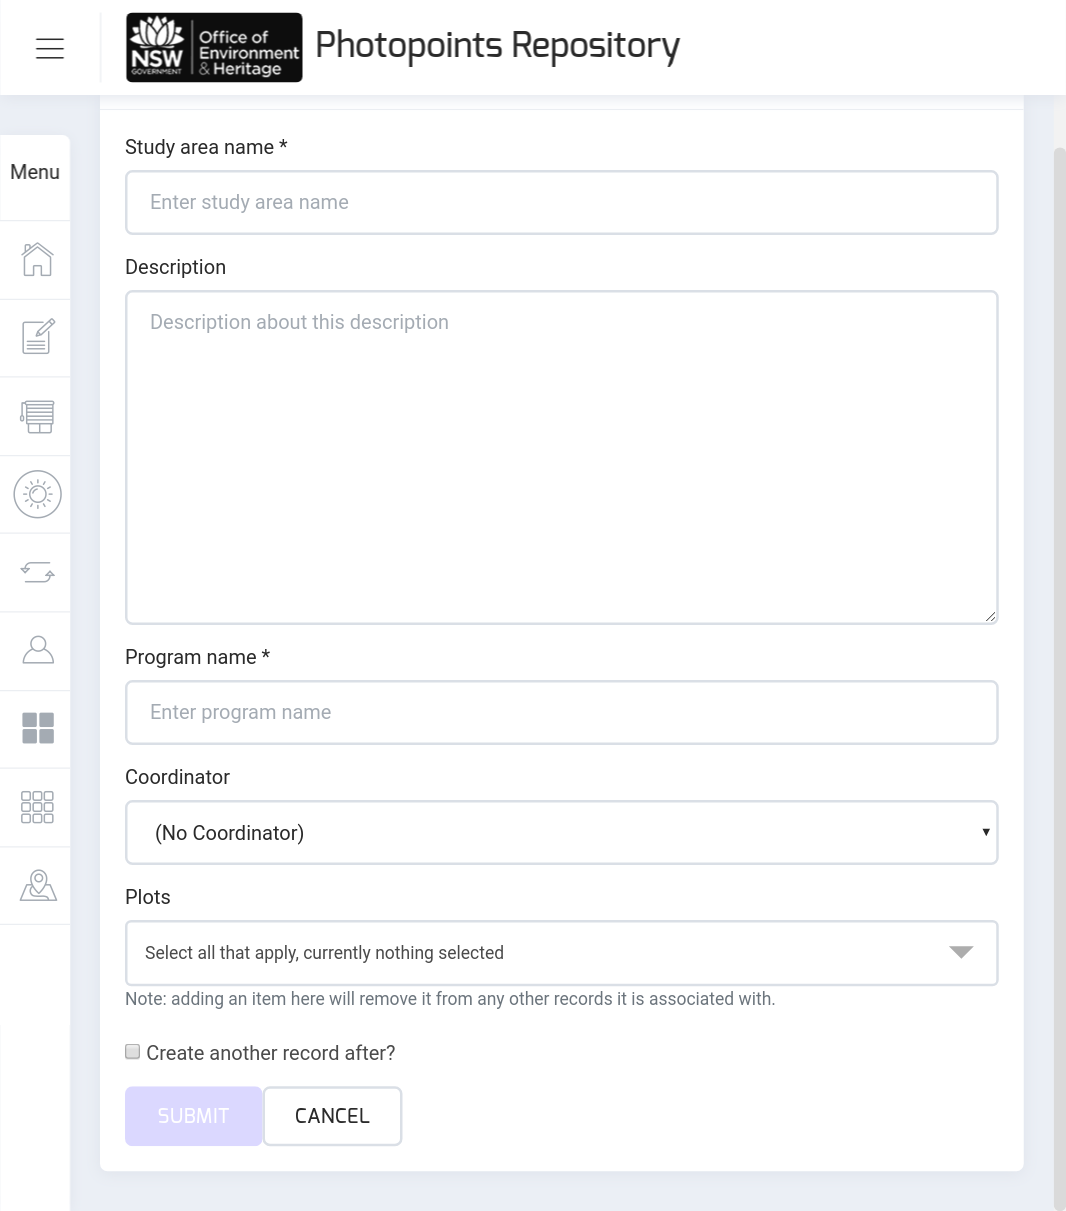 NSW
GOVERNMENT
Office of
Environment
& Heritage
Photopoints Repository
Menu
Study area name *
Enter study area name
Description
Description about this description
Program name *
Enter program name
Coordinator
(No Coordinator)
Plots
Select all that apply, currently nothing selected
Note: adding an item here will remove it from any other records it is associated with.
Create another record after?
SUBMIT CANCEL